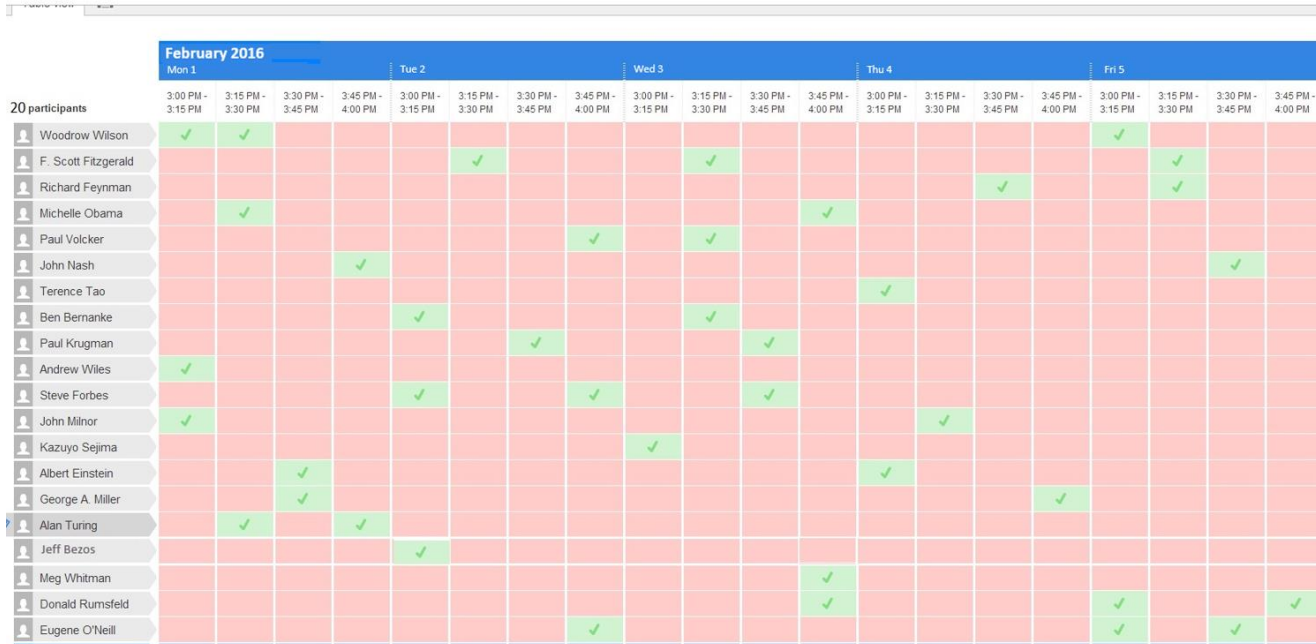 Table view
February 2016
Mon 1 Tue 2 Wed 3 Thu 4 Fri 5
20 participants
3:00 PM - 3:15 PM - 3:30 PM - 3:45 PM - 3:00 PM - 3:15 PM - 3:30 PM - 3:45 PM - 3:00 PM - 3:15 PM - 3:30 PM - 3:45 PM - 3:00 PM - 3:15 PM - 3:30 PM - 3:45 PM - 3:00 PM - 3:15 PM - 3:30 PM - 3:45 PM -
3:15 PM 3:30 PM 3:45 PM 4:00 PM 3:15 PM 3:30 PM 3:45 PM 4:00 PM 3:15 PM 3:30 PM 3:45 PM 4:00 PM 3:15 PM 3:30 PM 3:45 PM 4:00 PM 3:15 PM 3:30 PM 3:45 PM 4:00 PM
Woodrow Wilson
F. Scott Fitzgerald
Richard Feynman
Michelle Obama
Paul Volcker
John Nash
Terence Tao
Ben Bernanke
Paul Krugman
Andrew Wiles
Steve Forbes
John Milnor
Kazuyo Sejima
Albert Einstein
George A. Miller
Alan Turing
Jeff Bezos
Meg Whitman
Donald Rumsfeld
Eugene O'Neill